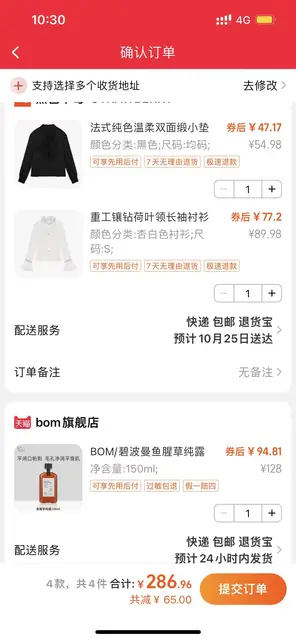 10:30
4G
确认订单
支持选择多个收货地址
去修改
法式纯色温柔双面缎小垫
券后¥47.17
颜色分类:黑色;尺码:均码;
¥54.98
可享先用后付
7天无理由退货
极速退款
1
重工镶钻荷叶领长袖衬衫
券后¥77.2
颜色分类:杏白色衬衫;尺码:S;
¥89.98
可享先用后付
7天无理由退货
极速退款
1
配送服务
快递 包邮 退货宝
预计10月25日送达
订单备注
无备注
天猫
bom旗舰店
BOM/碧波曼鱼腥草纯露
券后¥94.81
净含量:150ml;
¥128
可享先用后付
过敏包退
假一赔四
1
配送服务
快递 包邮 退货宝
预计24小时内发货
4款，共4件
合计:¥286.96
共减¥65.00
提交订单